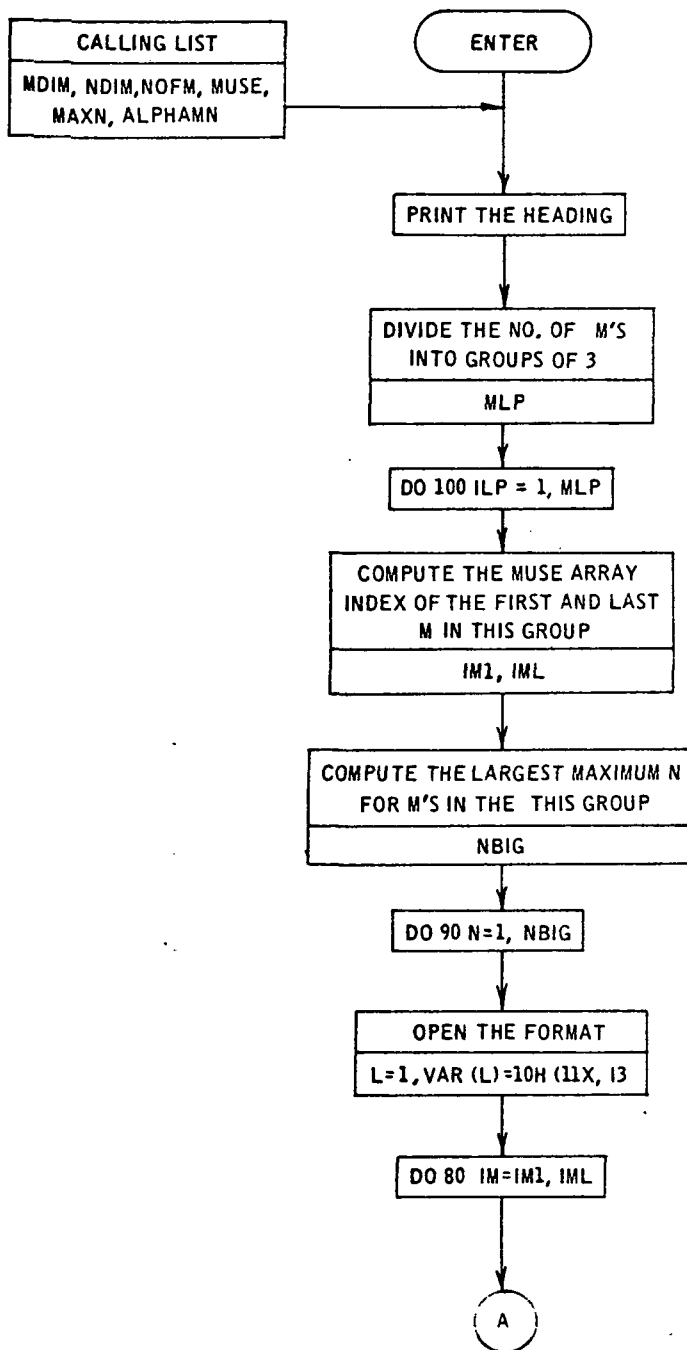 CALLING LIST
MDIM, NDIM,NOFM, MUSE,
MAXN, ALPHAMN
ENTER
PRINT THE HEADING
DIVIDE THE NO. OF M'S
INTO GROUPS OF 3
MLP
DO 100 ILP = 1, MLP
COMPUTE THE MUSE ARRAY
INDEX OF THE FIRST AND LAST
M IN THIS GROUP
IM1, IML
COMPUTE THE LARGEST MAXIMUM N
FOR M'S IN THE THIS GROUP
NBIG
DO 90 N=1, NBIG
OPEN THE FORMAT
L=1, VAR (L)=10H (11X, I3
DO 80 IM=IM1, IML
A